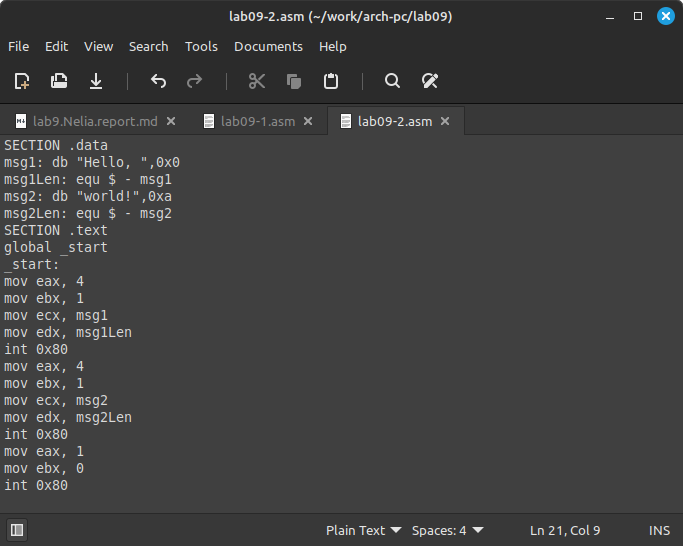 lab09-2.asm (~/work/arch-pc/lab09)
File Edit View Search Tools Documents Help
lab9.Nelia.report.md lab09-1.asm lab09-2.asm
SECTION .data
msg1: db "Hello, ",0x0
msg1Len: equ $ - msg1
msg2: db "world!",0xa
msg2Len: equ $ - msg2
SECTION .text
global _start
_start:
mov eax, 4
mov ebx, 1
mov ecx, msg1
mov edx, msg1Len
int 0x80
mov eax, 4
mov ebx, 1
mov ecx, msg2
mov edx, msg2Len
int 0x80
mov eax, 1
mov ebx, 0
int 0x80
Plain Text Spaces: 4 Ln 21, Col 9 INS